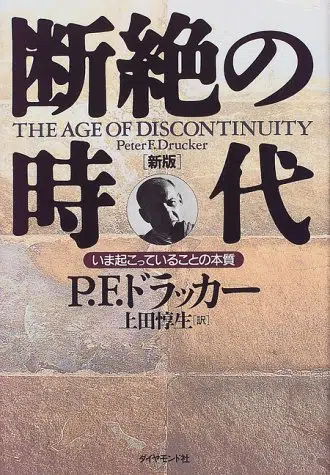 断絶の
THE AGE OF DISCONTINUITY
Peter F. Drucker
[新版]
時代
いま起こっていることの本質
P.F.ドラッカー
上田惇生[訳]
ダイヤモンド社